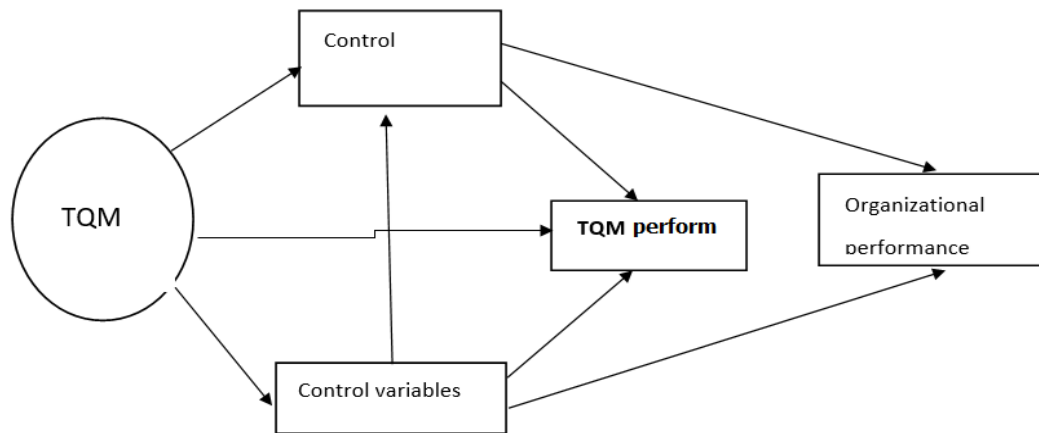 Control
TQM
TQM perform
Organizational
performance
Control variables